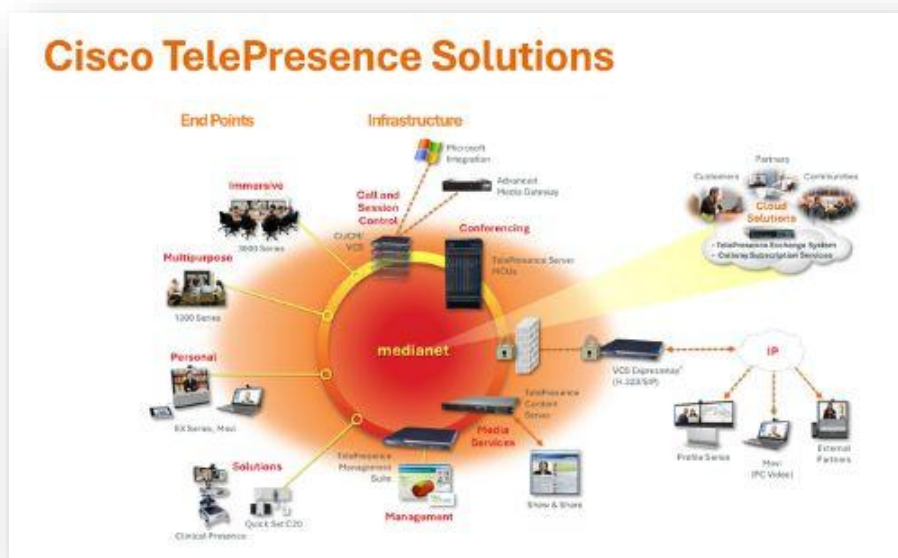 Cisco TelePresence Solutions
End Points
Infrastructure
Microsoft
Integration
Advanced
Media Gateway
Immersive
3000 Series
Call and
Session
Control
CUCM/
VCS
Conferencing
TelePresence Server
MCUs
Multipurpose
1300 Series
Personal
EX Series, Movi
Solutions
Clinical Presence
Quick Set C20
medianet
TelePresence
Management
Suite
Management
TelePresence
Content
Server
Media
Services
Show & Share
Partners
Customers
Communities
Cloud
Solutions
- TelePresence Exchange System
- Callway Subscription Services
VCS Expressway
(H.323/SIP)
IP
Profile Series
Movi
(PC Video)
External
Partners